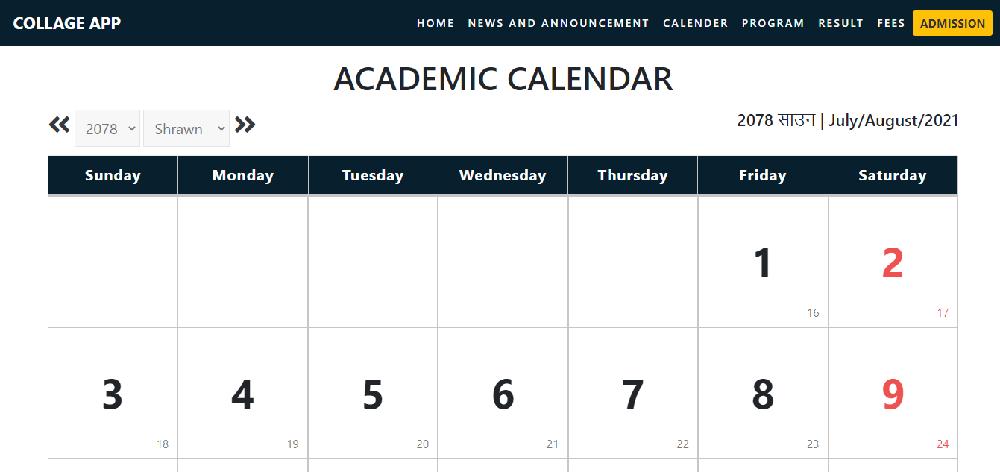 COLLAGE APP HOME NEWS AND ANNOUNCEMENT CALENDER PROGRAM RESULT FEES ADMISSION
ACADEMIC CALENDAR
2078 Shrawn 2078 साउन | July/August/2021
Sunday Monday Tuesday Wednesday Thursday Friday Saturday
1 2
16 17
3 4 5 6 7 8 9
18 19 20 21 22 23 24